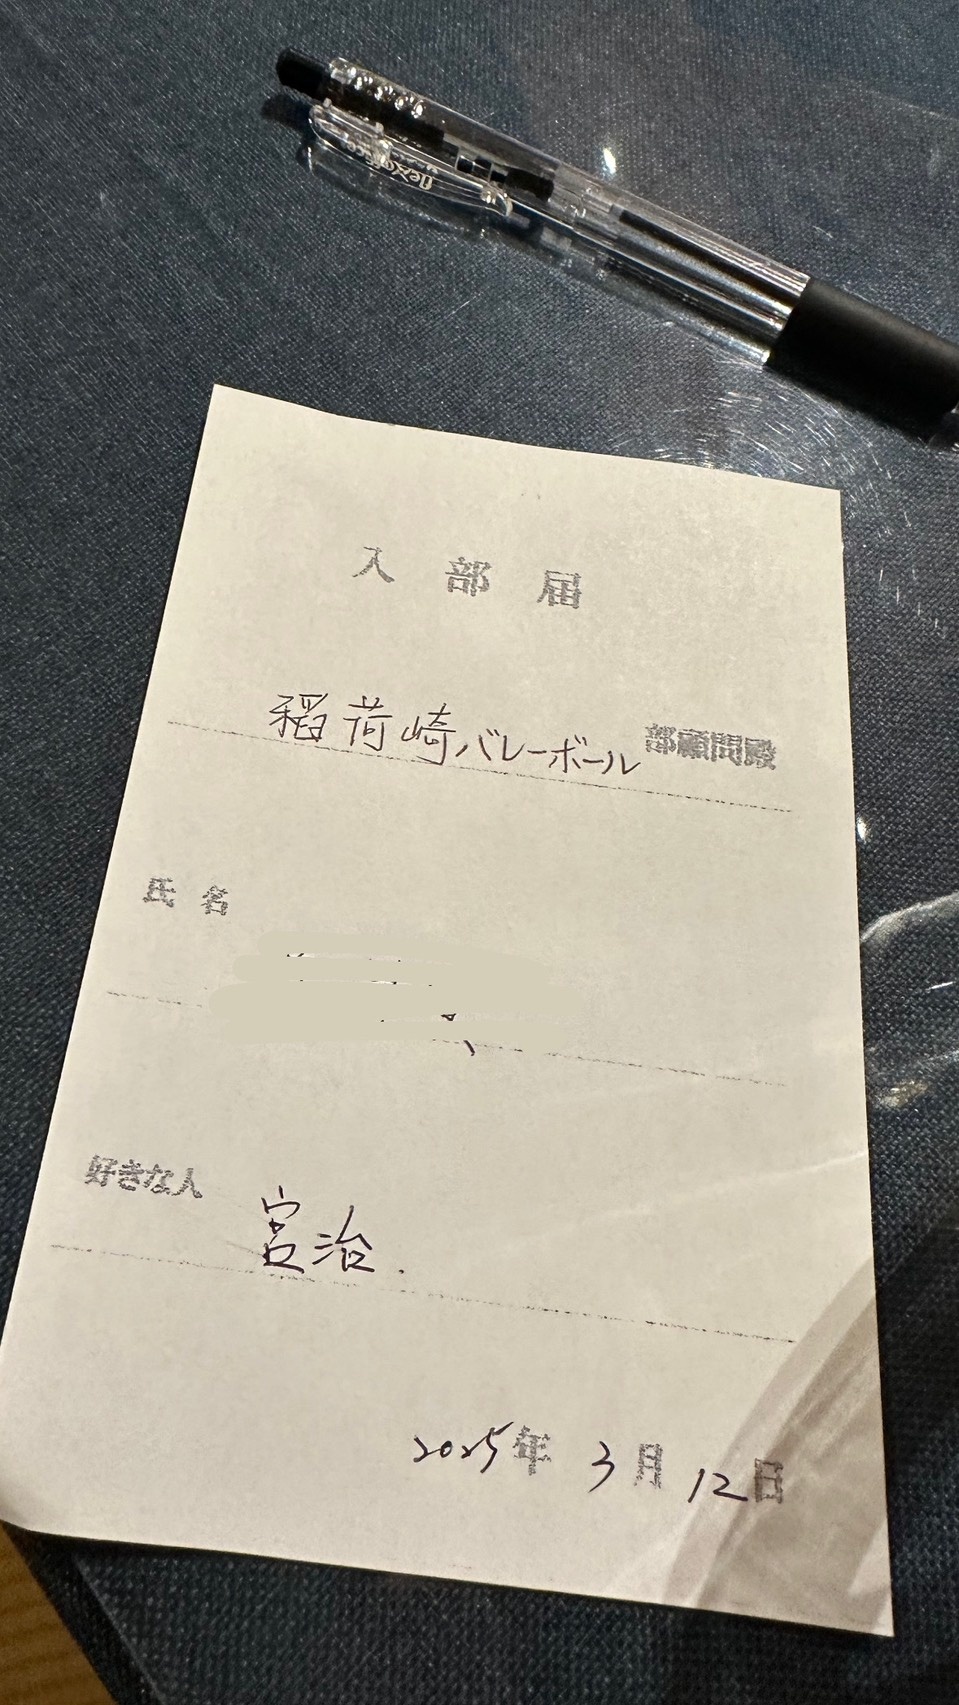 flexoffice
入部届
稲荷崎バレーボール部顧問殿
氏名
好きな人 宮治.
2025年3月12日